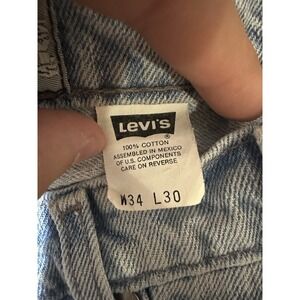 Levi's
®
100% COTTON
ASSEMBLED IN MEXICO
OF U.S. COMPONENTS
CARE ON REVERSE
W34 L30